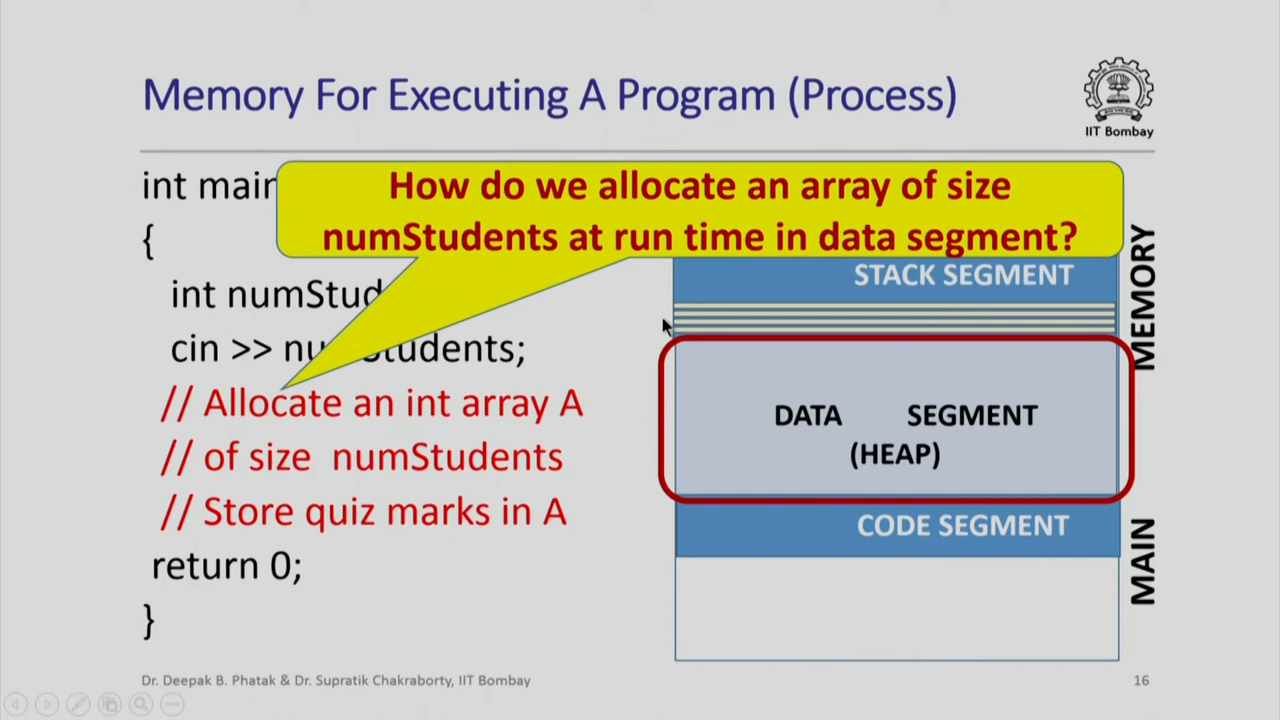 Memory For Executing A Program (Process)
IIT Bombay
int main
How do we allocate an array of size
numStudents at run time in data segment?
{
int numStud
cin >> numStudents;
// Allocate an int array A
// of size numStudents
// Store quiz marks in A
return 0;
}
STACK SEGMENT
DATA SEGMENT
(HEAP)
CODE SEGMENT
MAIN MEMORY
Dr. Deepak B. Phatak & Dr. Supratik Chakraborty, IIT Bombay
16